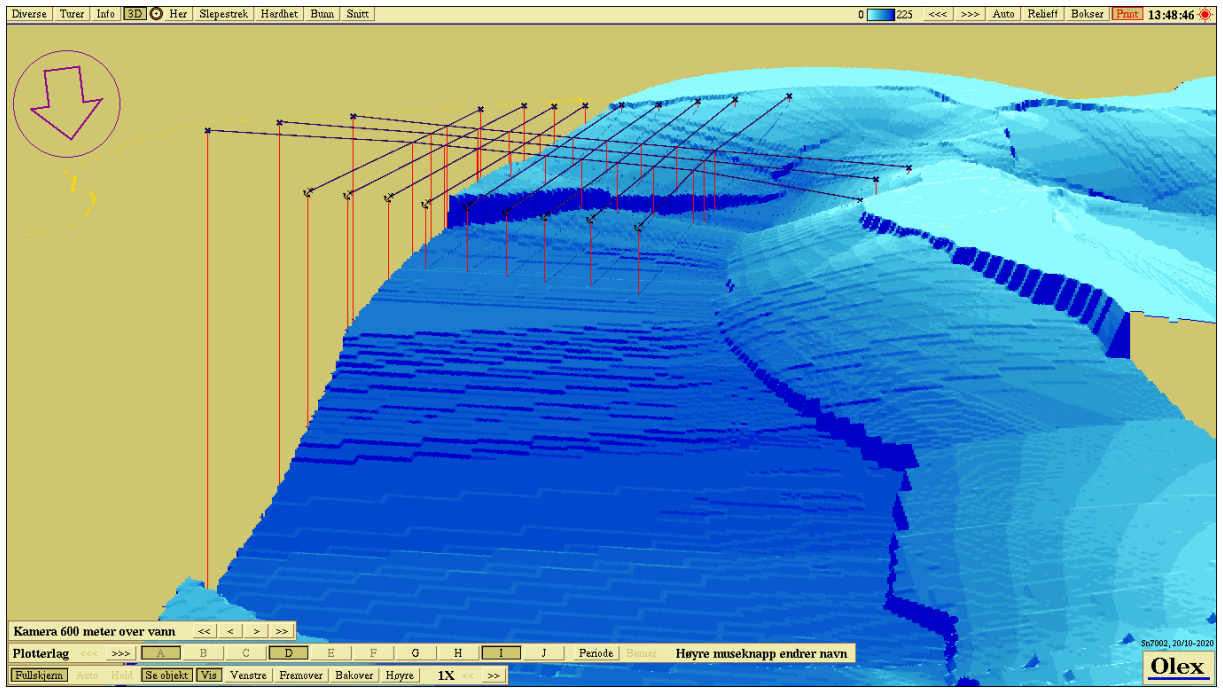 Diverse Turer Info 3D Her Slepestrek Hardhet Bunn Snitt 0 225 <<< >>> Auto Relieff Bokser Print 13:48:46
Kamera 600 meter over vann << < > >>
Sn7002, 20/10-2020
Plotterlag <<< >>> A B C D E F G H I J Periode Berner Høyre museknapp endrer navn
Fullskjerm Auto Hold Se objekt Vis Venstre Fremover Bakover Høyre 1X << >>
Olex